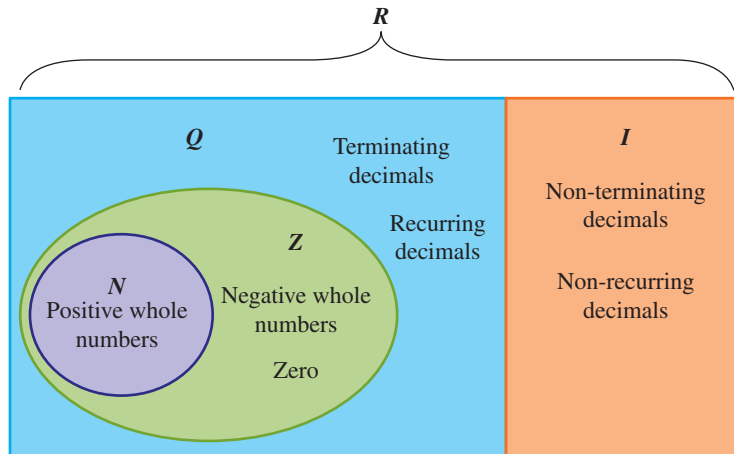 R
Q
I
Terminating
decimals
Non-terminating
decimals
Recurring
decimals
Z
N
Positive whole
numbers
Negative whole
numbers
Non-recurring
decimals
Zero